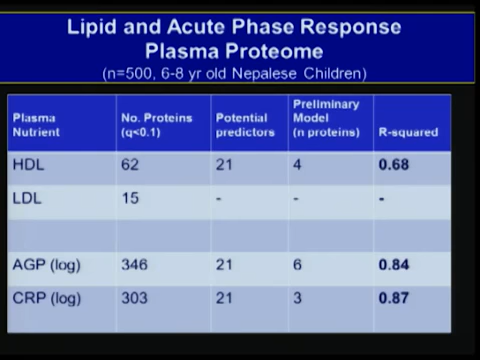 Lipid and Acute Phase Response
Plasma Proteome
(n=500, 6-8 yr old Nepalese Children)
Plasma Nutrient | No. Proteins (q<0.1) | Potential predictors | Preliminary Model (n proteins) | R-squared
HDL | 62 | 21 | 4 | 0.68
LDL | 15 | - | - | -
AGP (log) | 346 | 21 | 6 | 0.84
CRP (log) | 303 | 21 | 3 | 0.87